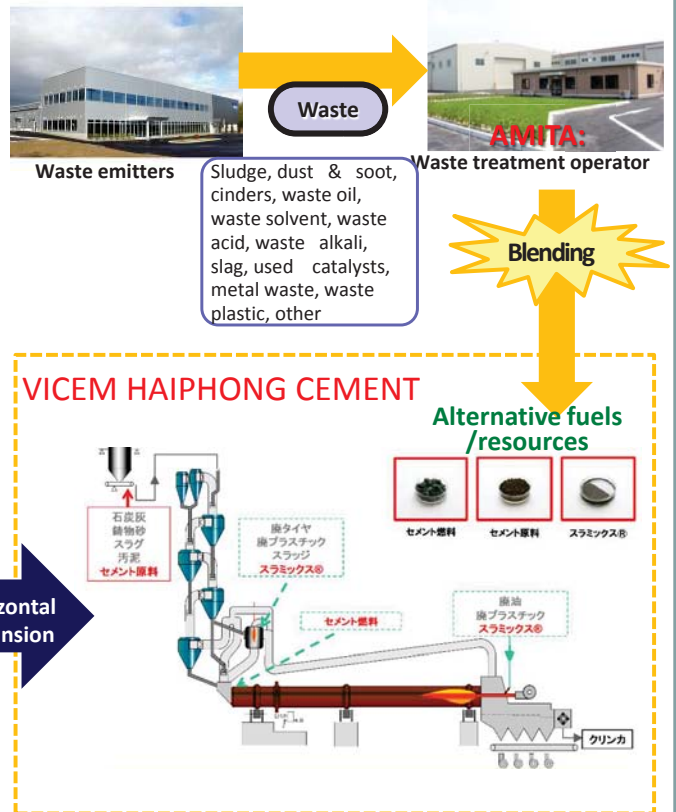 Waste
AMITA:
Waste emitters
Waste treatment operator
Sludge, dust & soot,
cinders, waste oil,
waste solvent, waste
acid, waste alkali,
slag, used catalysts,
metal waste, waste
plastic, other
Blending
VICEM HAIPHONG CEMENT
Alternative fuels
/resources
セメント燃料
セメント原料
スラミックス®
石炭灰
鋳物砂
スラグ
汚泥
セメント原料
廃タイヤ
廃プラスチック
スラッジ
スラミックス®
セメント燃料
廃油
廃プラスチック
スラミックス®
クリンカ
zontal
nsion